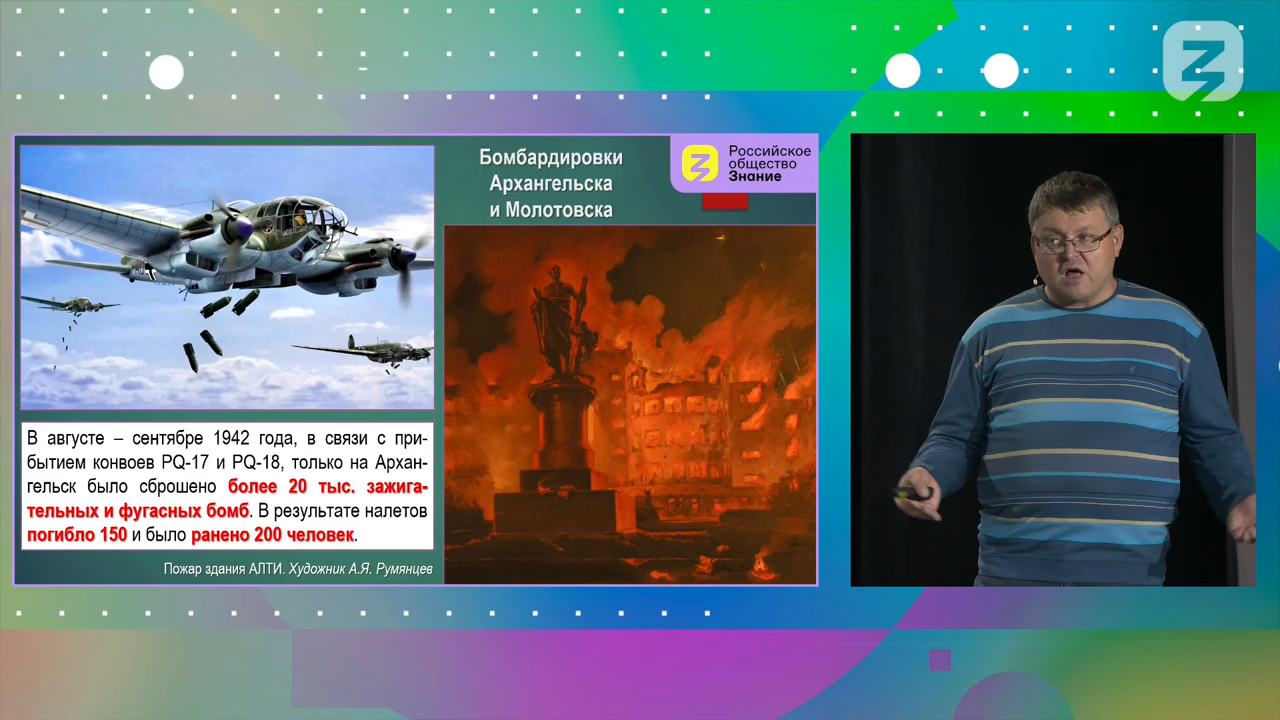 Бомбардировки
Архангельска
и Молотовска
Российское
общество
Знание
В августе – сентябре 1942 года, в связи с при-
бытием конвоев PQ-17 и PQ-18, только на Архан-
гельск было сброшено более 20 тыс. зажига-
тельных и фугасных бомб. В результате налетов
погибло 150 и было ранено 200 человек.
Пожар здания АЛТИ. Художник А.Я. Румянцев